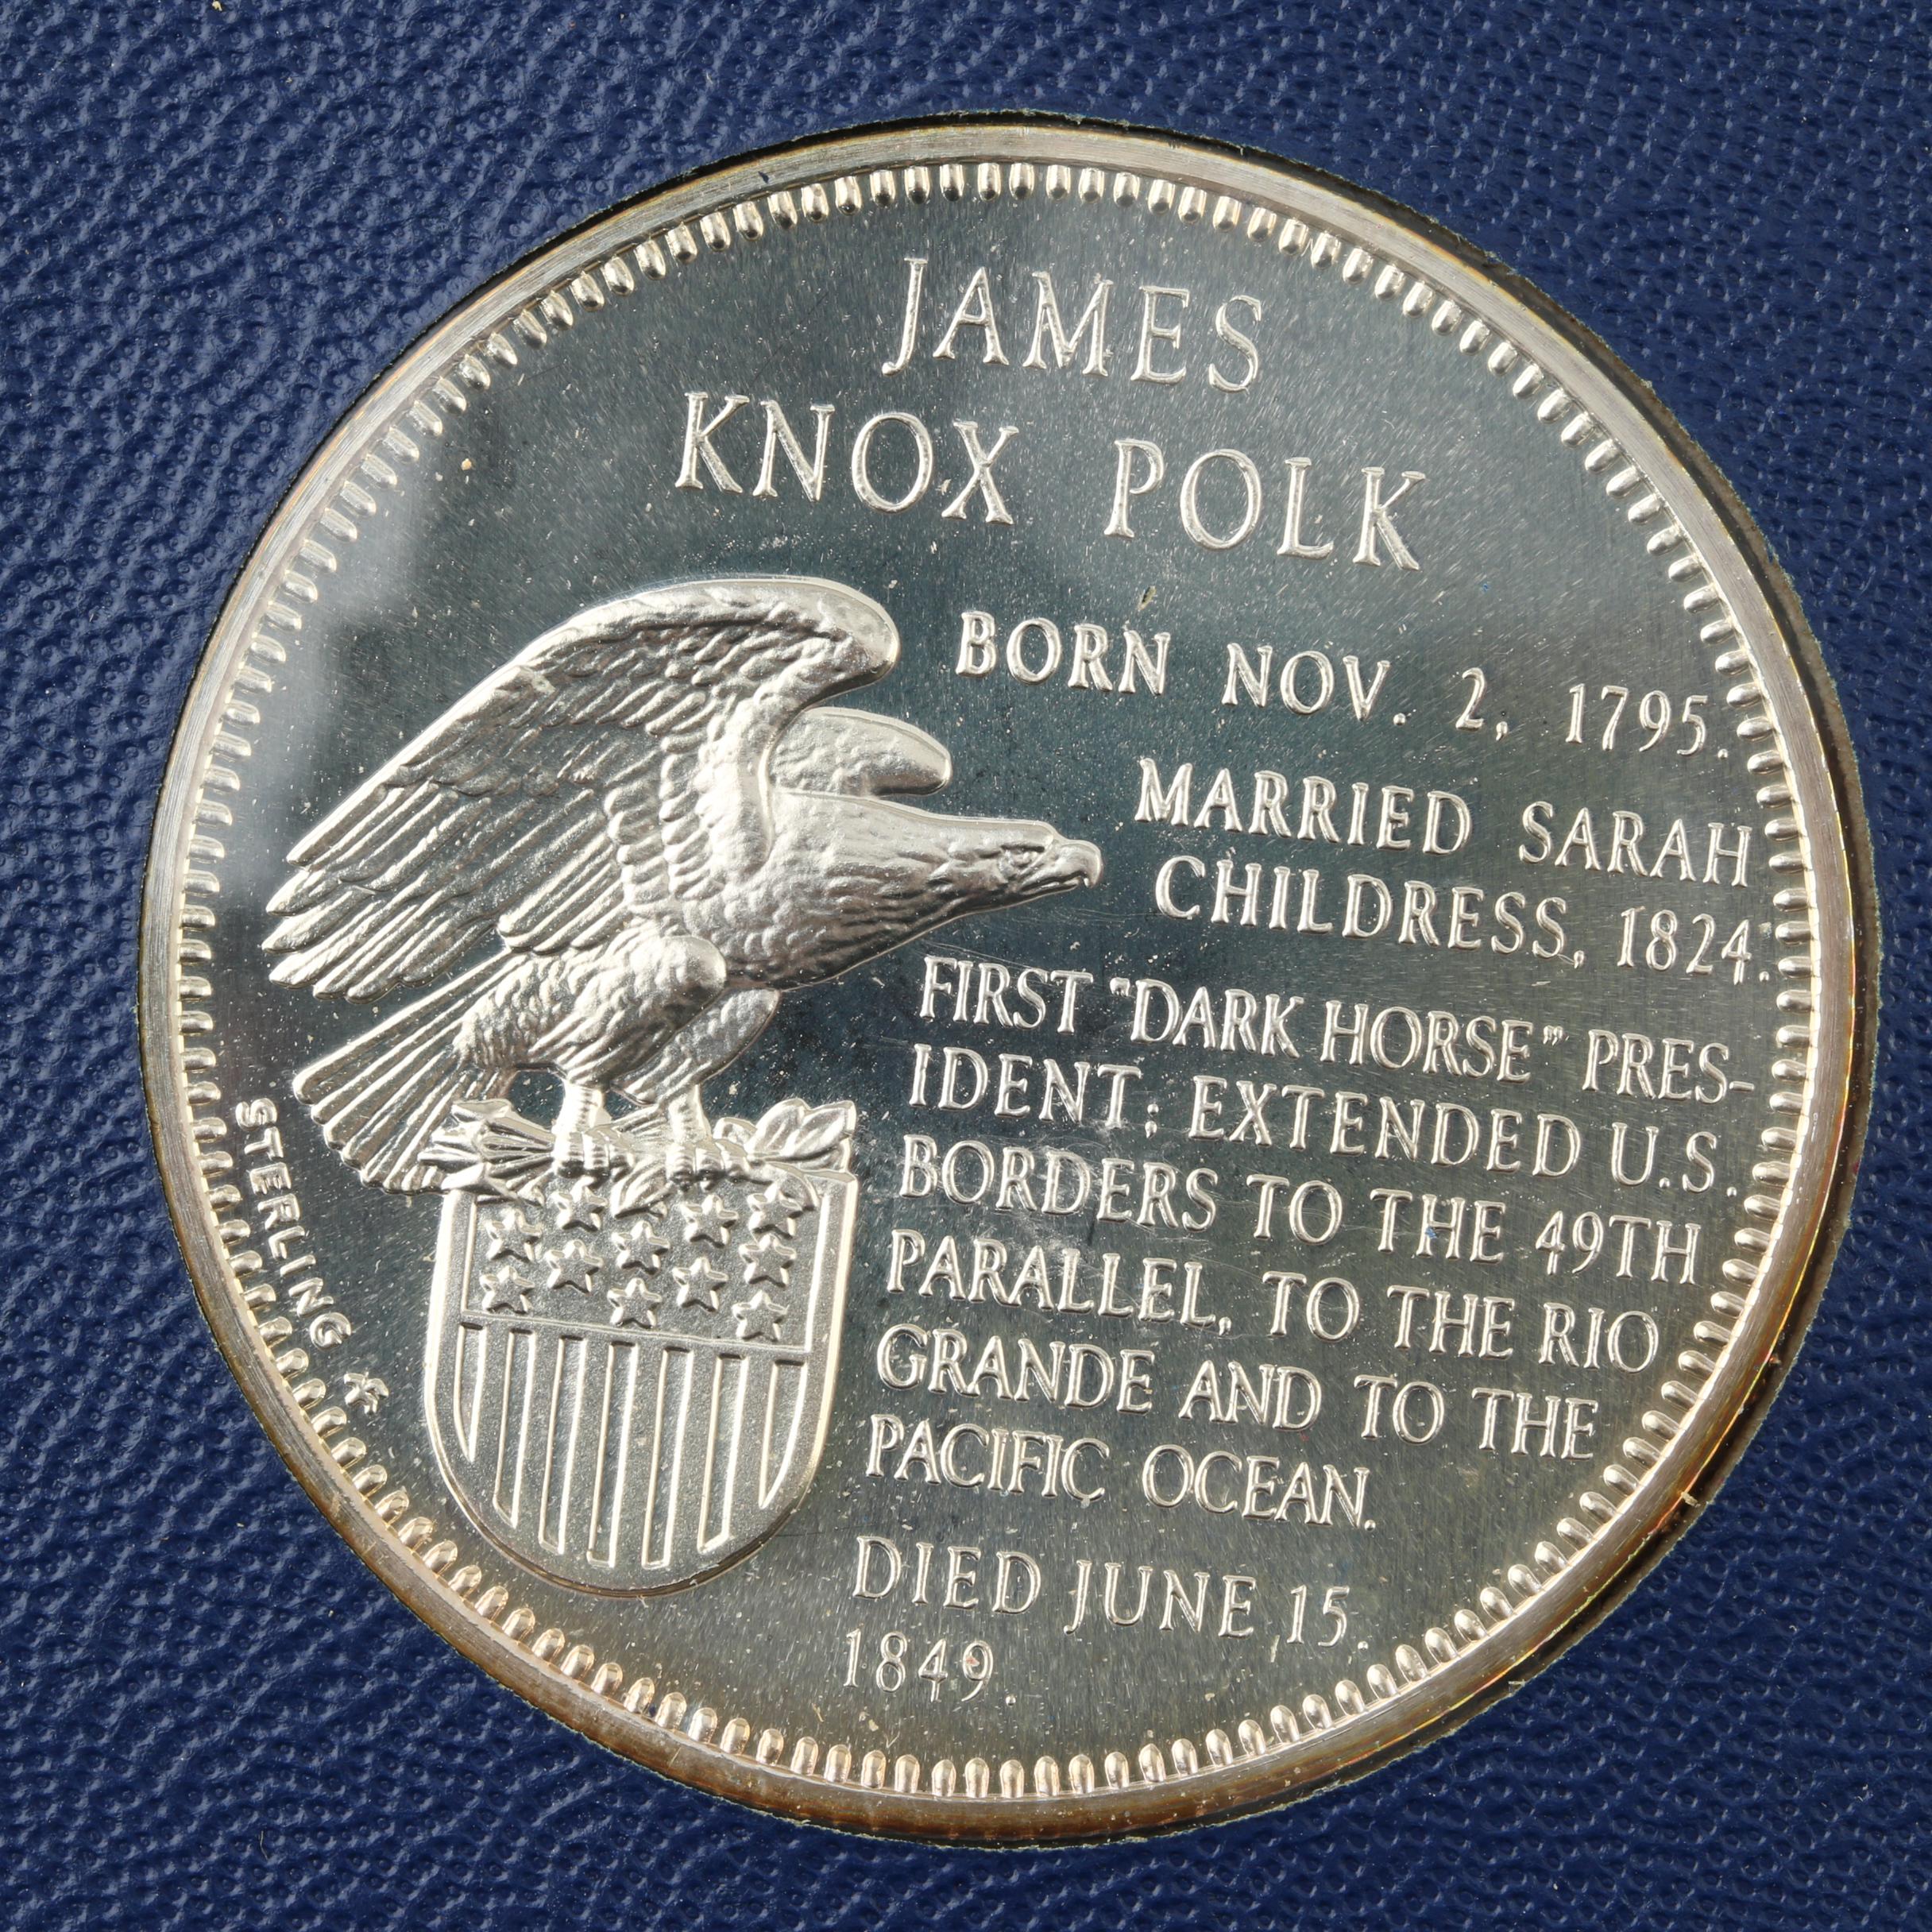 JAMES
KNOX POLK
BORN NOV. 2, 1795.
MARRIED SARAH
CHILDRESS, 1824.
FIRST "DARK HORSE" PRES-
IDENT; EXTENDED U.S.
BORDERS TO THE 49TH
PARALLEL, TO THE RIO
GRANDE AND TO THE
PACIFIC OCEAN.
DIED JUNE 15,
1849.
STERLING